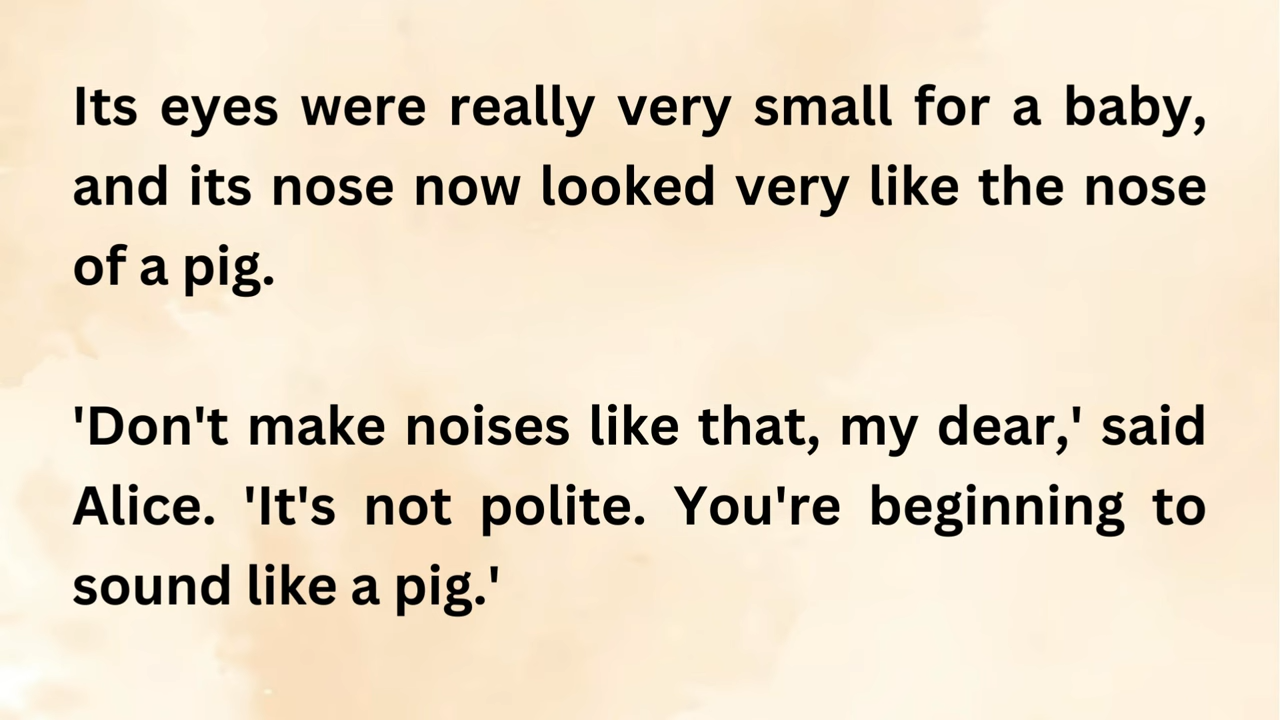 Its eyes were really very small for a baby,
and its nose now looked very like the nose
of a pig.
'Don't make noises like that, my dear,' said
Alice. 'It's not polite. You're beginning to
sound like a pig.'